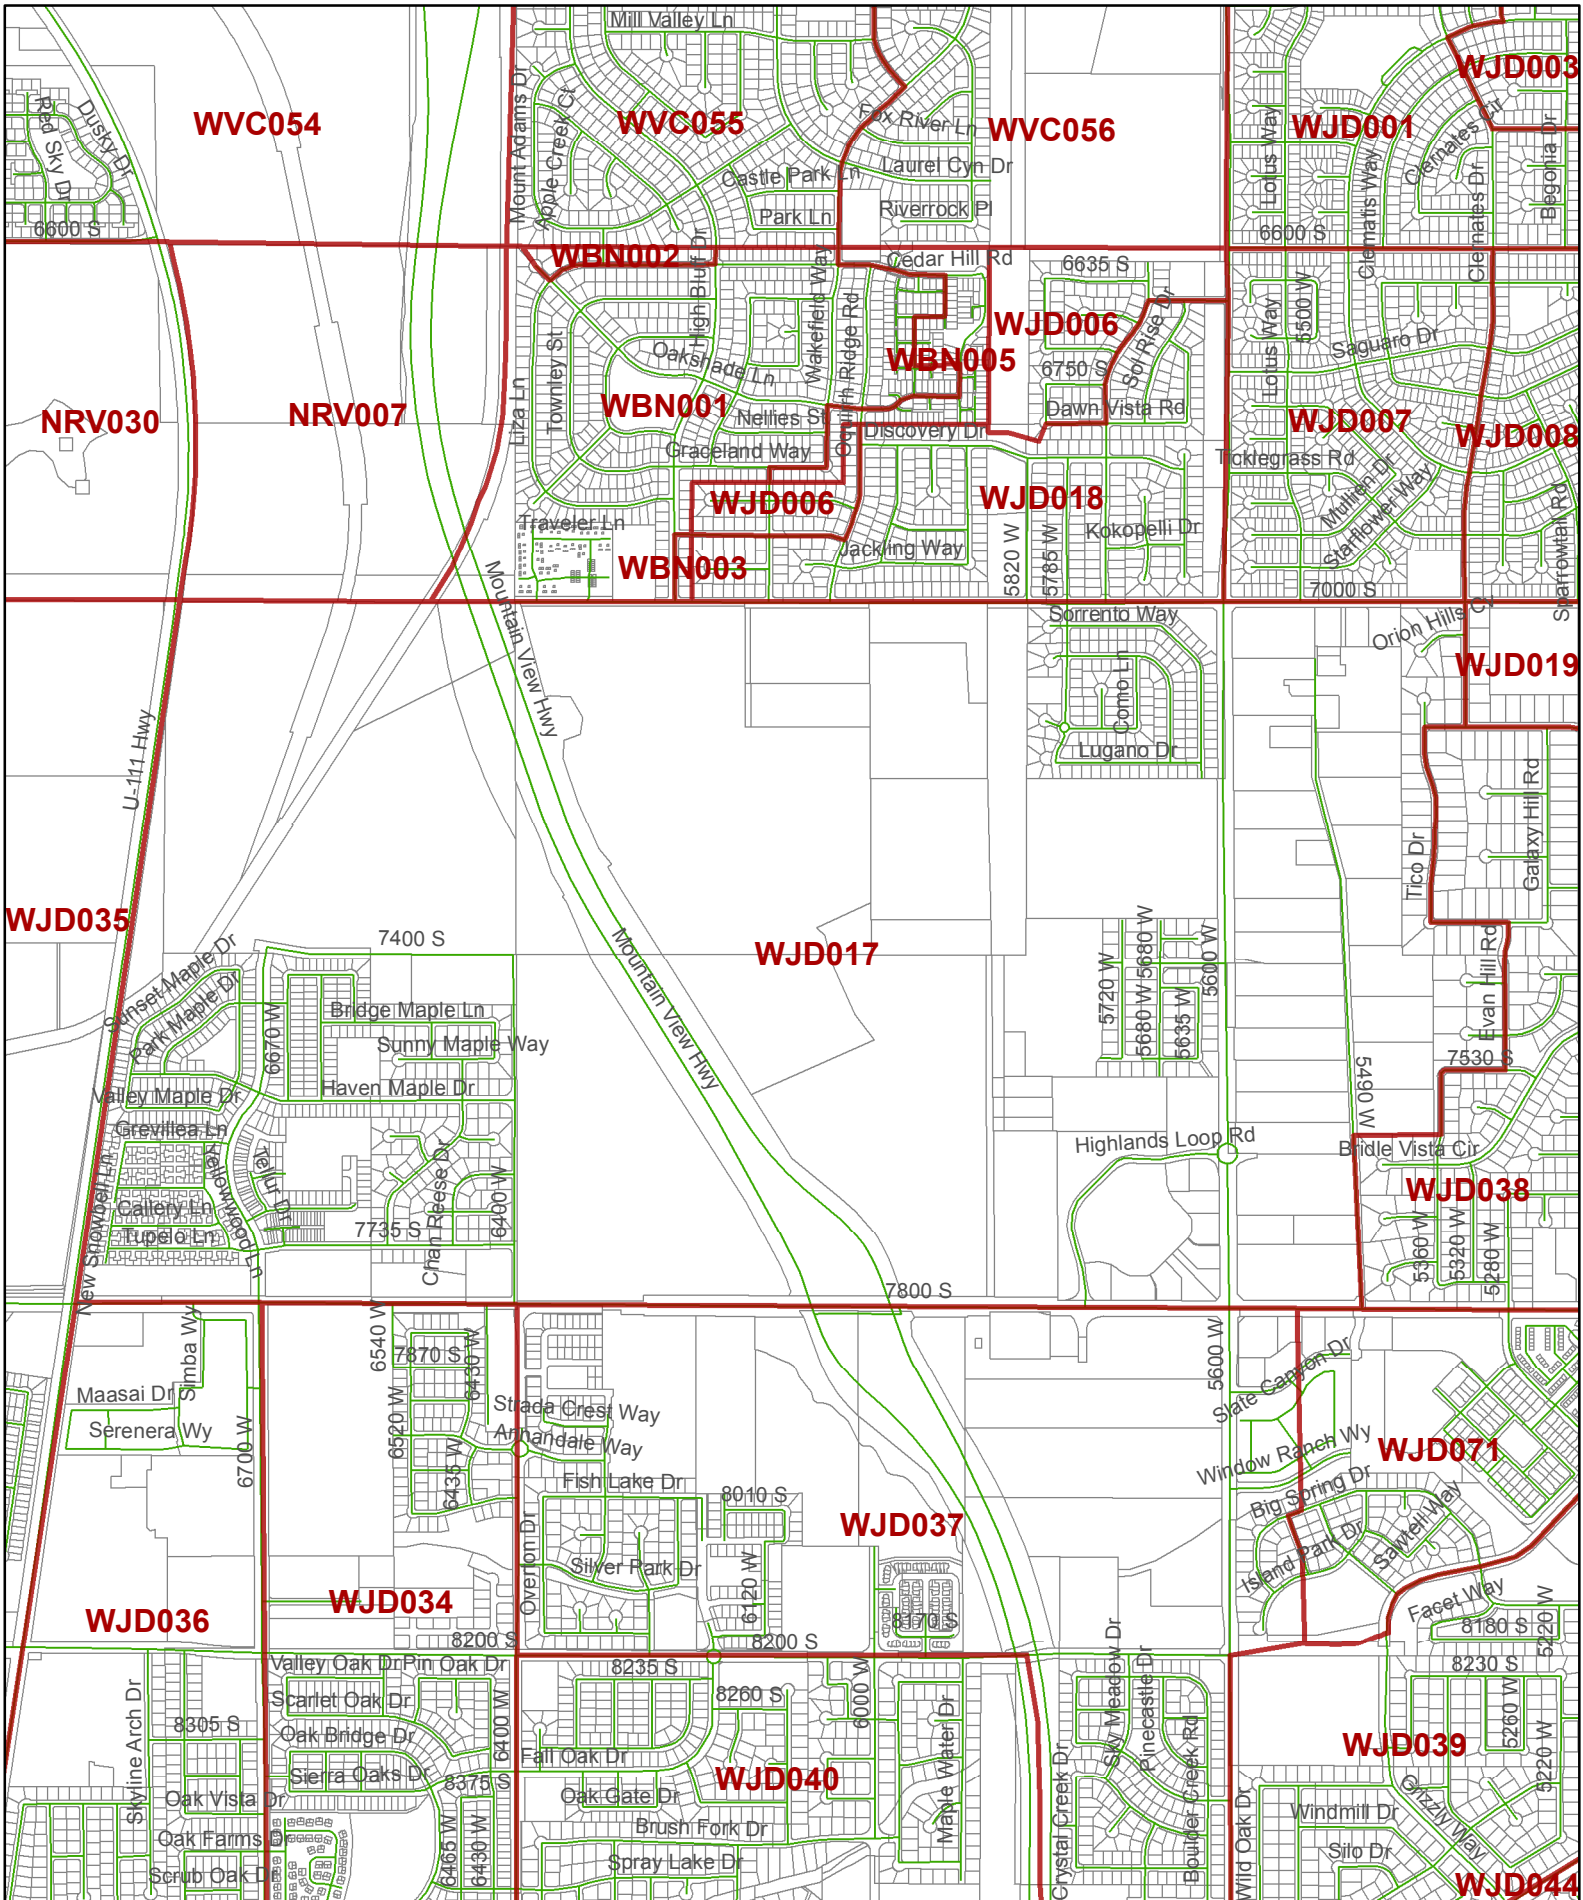 Mill Valley Ln
WJD003
Red Sky Dr
Dusky Dr
WVC054
Mount Adams Dr
Apple Creek Ct
WVC055
Fox River Ln
WVC056
Lotus Way
WJD001
Clematis Way
Clernates Cir
Clernates Dr
Begonia Dr
Castle Park Ln
Laurel Cyn Dr
Park Ln
Riverrock Pl
6600 S
6600 S
WBN002
High Bluff Dr
Cedar Hill Rd
6635 S
Wakefield Way
Oquirrh Ridge Rd
WJD006
Sol Rise Dr
Lotus Way
5500 W
Saguaro Dr
Oakshade Ln
WBN005
6750 S
NRV030
NRV007
Liza Ln
Townley St
WBN001
Nellies St
Dawn Vista Rd
WJD007
WJD008
Discovery Dr
Graceland Way
Ticklegrass Rd
WJD006
WJD018
Mullien Dr
Starflower Way
Sparrowtail Rd
Traveler Ln
Kokopelli Dr
Jackling Way
WBN003
5820 W
5785 W
7000 S
Mountain View Hwy
Sorrento Way
Orion Hills Cv
WJD019
Como Ln
Lugano Dr
U-111 Hwy
Tico Dr
Galaxy Hill Rd
WJD035
7400 S
Mountain View Hwy
WJD017
5720 W
5680 W
5680 W
5635 W
5600 W
Evan Hill Rd
Sunset Maple Dr
Park Maple Dr
6670 W
Bridge Maple Ln
Sunny Maple Way
Haven Maple Dr
Valley Maple Dr
7530 S
5490 W
Grevillea Ln
Highlands Loop Rd
Bridle Vista Cir
Yellowwood Ln
Tellur Dr
Chan Reese Dr
6400 W
WJD038
New Snowbell Ln
Callery Ln
Tupelo Ln
7735 S
5360 W
5320 W
5280 W
7800 S
Simba Wy
6540 W
7870 S
6430 W
5600 W
Slate Canyon Dr
Maasai Dr
Serenera Wy
6700 W
6520 W
6435 W
Strada Crest Way
Annandale Way
Window Ranch Wy
WJD071
Fish Lake Dr
8010 S
Big Spring Dr
Overton Dr
WJD037
Island Park Dr
Sawtell Way
Silver Park Dr
6120 W
WJD036
WJD034
8170 S
Facet Way
8180 S
5220 W
8200 S
8200 S
Valley Oak Dr
Pin Oak Dr
8235 S
8230 S
Scarlet Oak Dr
8260 S
6000 W
Sky Meadow Dr
Pinecastle Dr
8305 S
Oak Bridge Dr
6400 W
Fall Oak Dr
WJD039
5260 W
5220 W
Skyline Arch Dr
Sierra Oaks Dr
8375 S
WJD040
Maple Water Dr
Oak Vista Dr
Oak Gate Dr
Windmill Dr
Grizzly Way
Oak Farms Dr
Brush Fork Dr
Silo Dr
Scrub Oak Dr
6465 W
6430 W
Spray Lake Dr
Crystal Creek Dr
Boulder Creek Rd
Wild Oak Dr
WJD044